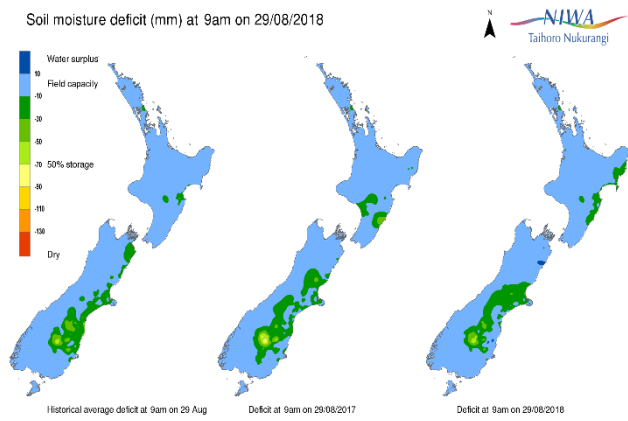 Soil moisture deficit (mm) at 9am on 29/08/2018
N
NIWA
Taihoro Nukurangi
Water surplus
10
Field capacity
-10
-30
-50
-70
50% storage
-90
-110
-130
Dry
Historical average deficit at 9am on 29 Aug
Deficit at 9am on 29/08/2017
Deficit at 9am on 29/08/2018